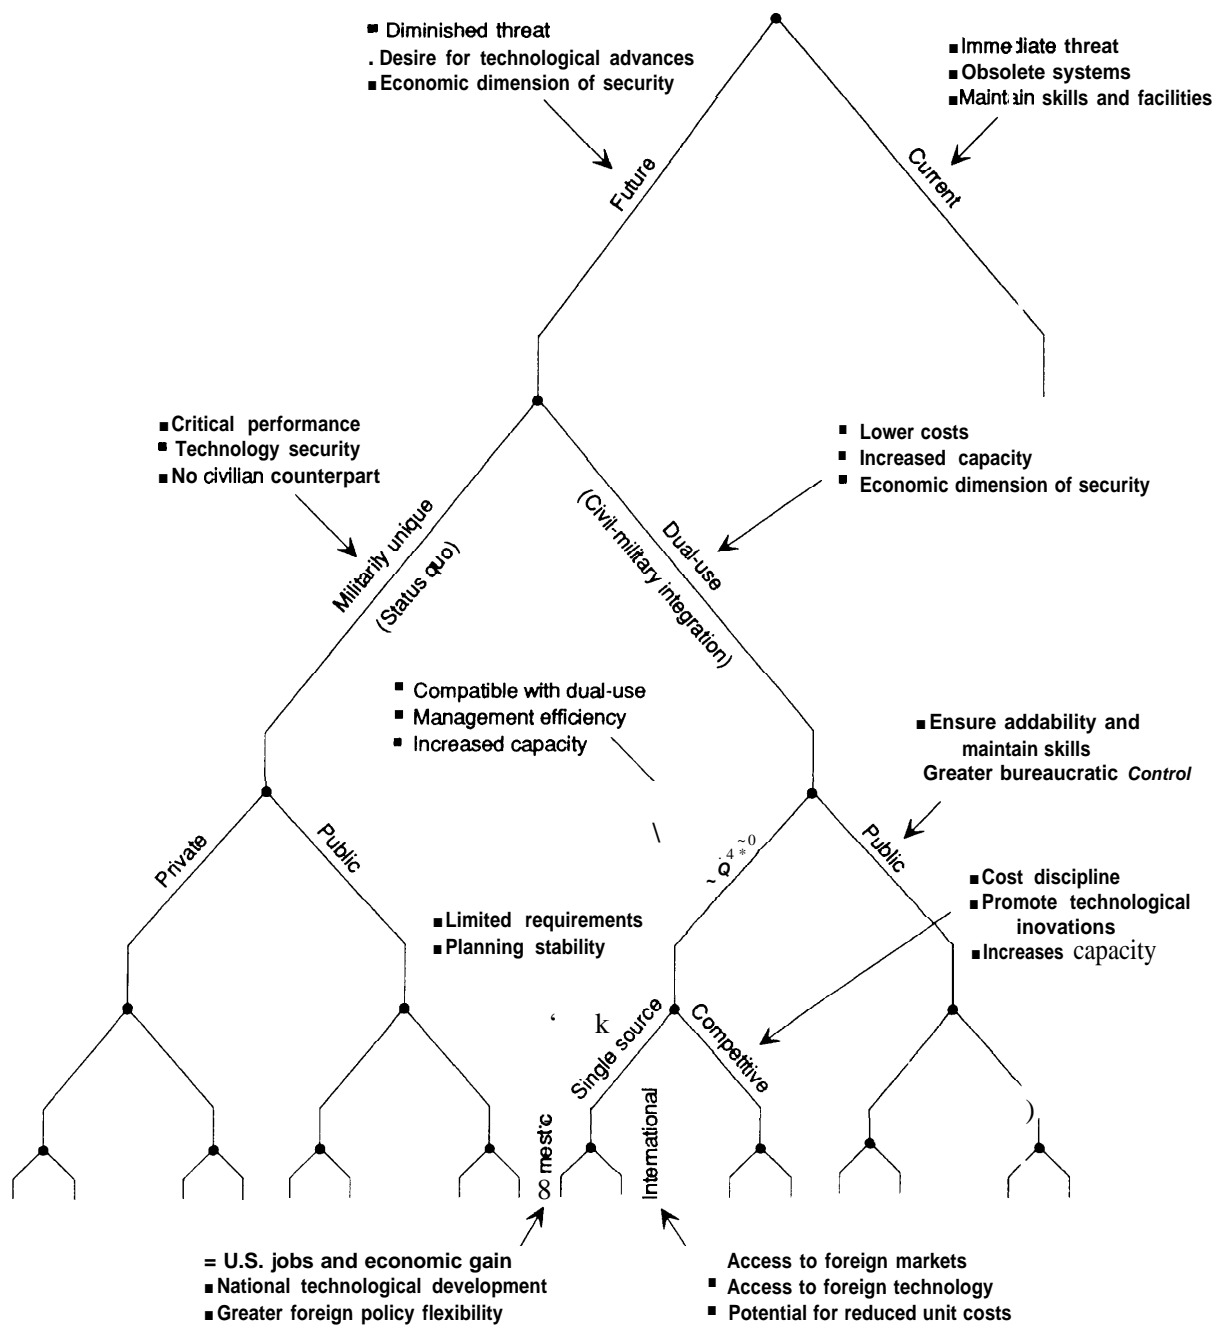 ■ Diminished threat
. Desire for technological advances
■ Economic dimension of security
■ Immediate threat
■ Obsolete systems
■ Maintain skills and facilities
Future
Current
■ Critical performance
■ Technology security
■ No civilian counterpart
■ Lower costs
■ Increased capacity
■ Economic dimension of security
Militarily unique
(Status quo)
Dual-use
(Civil-military integration)
■ Compatible with dual-use
■ Management efficiency
■ Increased capacity
■ Ensure addability and
maintain skills
Greater bureaucratic Control
Private
Public
Public
■ Limited requirements
■ Planning stability
■ Cost discipline
■ Promote technological
inovations
■ Increases capacity
‘ k
Single source
Competitive
International
= U.S. jobs and economic gain
■ National technological development
■ Greater foreign policy flexibility
Access to foreign markets
■ Access to foreign technology
■ Potential for reduced unit costs